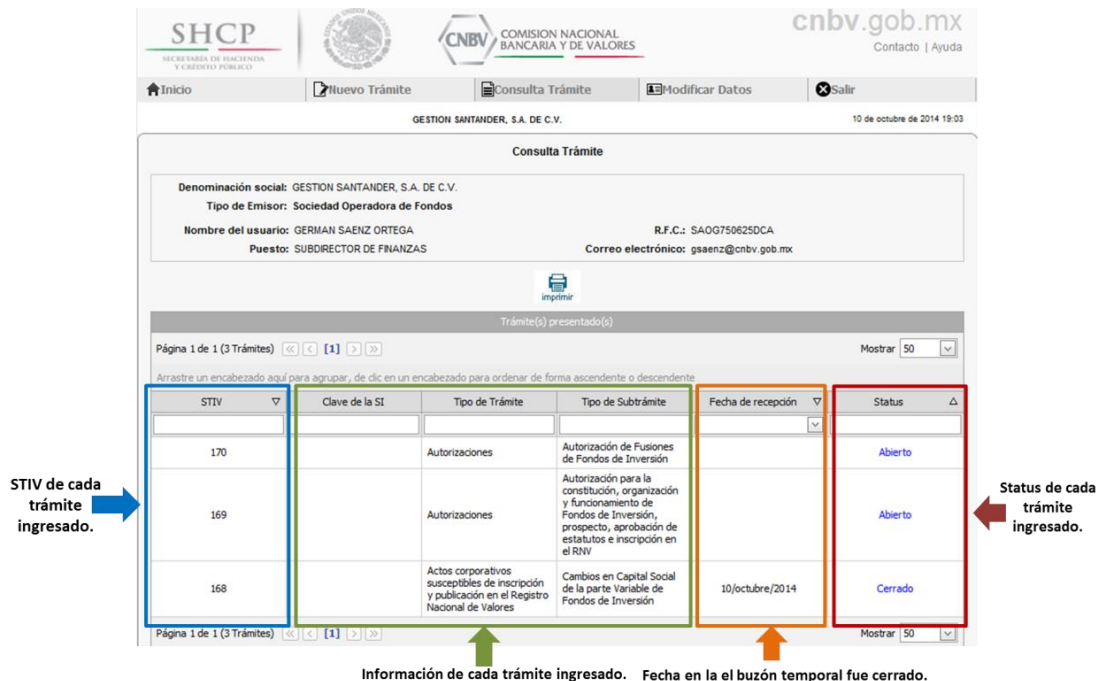 SHCP
SECRETARÍA DE HACIENDA
Y CRÉDITO PÚBLICO
ESTADOS UNIDOS MEXICANOS
CNBV
COMISION NACIONAL
BANCARIA Y DE VALORES
cnbv.gob.mx
Contacto | Ayuda
Inicio
Nuevo Trámite
Consulta Trámite
Modificar Datos
Salir
GESTION SANTANDER, S.A. DE C.V.
10 de octubre de 2014 19:03
Consulta Trámite
Denominación social: GESTION SANTANDER, S.A. DE C.V.
Tipo de Emisor: Sociedad Operadora de Fondos
Nombre del usuario: GERMAN SAENZ ORTEGA
R.F.C.: SAOG750625DCA
Puesto: SUBDIRECTOR DE FINANZAS
Correo electrónico: gsaenz@cnbv.gob.mx
imprimir
Trámite(s) presentado(s)
Página 1 de 1 (3 Trámites) [1]
Mostrar 50
Arrastre un encabezado aquí para agrupar, de clic en un encabezado para ordenar de forma ascendente o descendente
STIV
Clave de la SI
Tipo de Trámite
Tipo de Subtrámite
Fecha de recepción
Status
170
Autorizaciones
Autorización de Fusiones
de Fondos de Inversión
Abierto
169
Autorizaciones
Autorización para la
constitución, organización
y funcionamiento de
Fondos de Inversión,
prospecto, aprobación de
estatutos e inscripción en
el RNV
Abierto
168
Actos corporativos
susceptibles de inscripción
y publicación en el Registro
Nacional de Valores
Cambios en Capital Social
de la parte Variable de
Fondos de Inversión
10/octubre/2014
Cerrado
Página 1 de 1 (3 Trámites) [1]
Mostrar 50
STIV de cada
trámite
ingresado.
Status de cada
trámite
ingresado.
Información de cada trámite ingresado.
Fecha en la el buzón temporal fue cerrado.